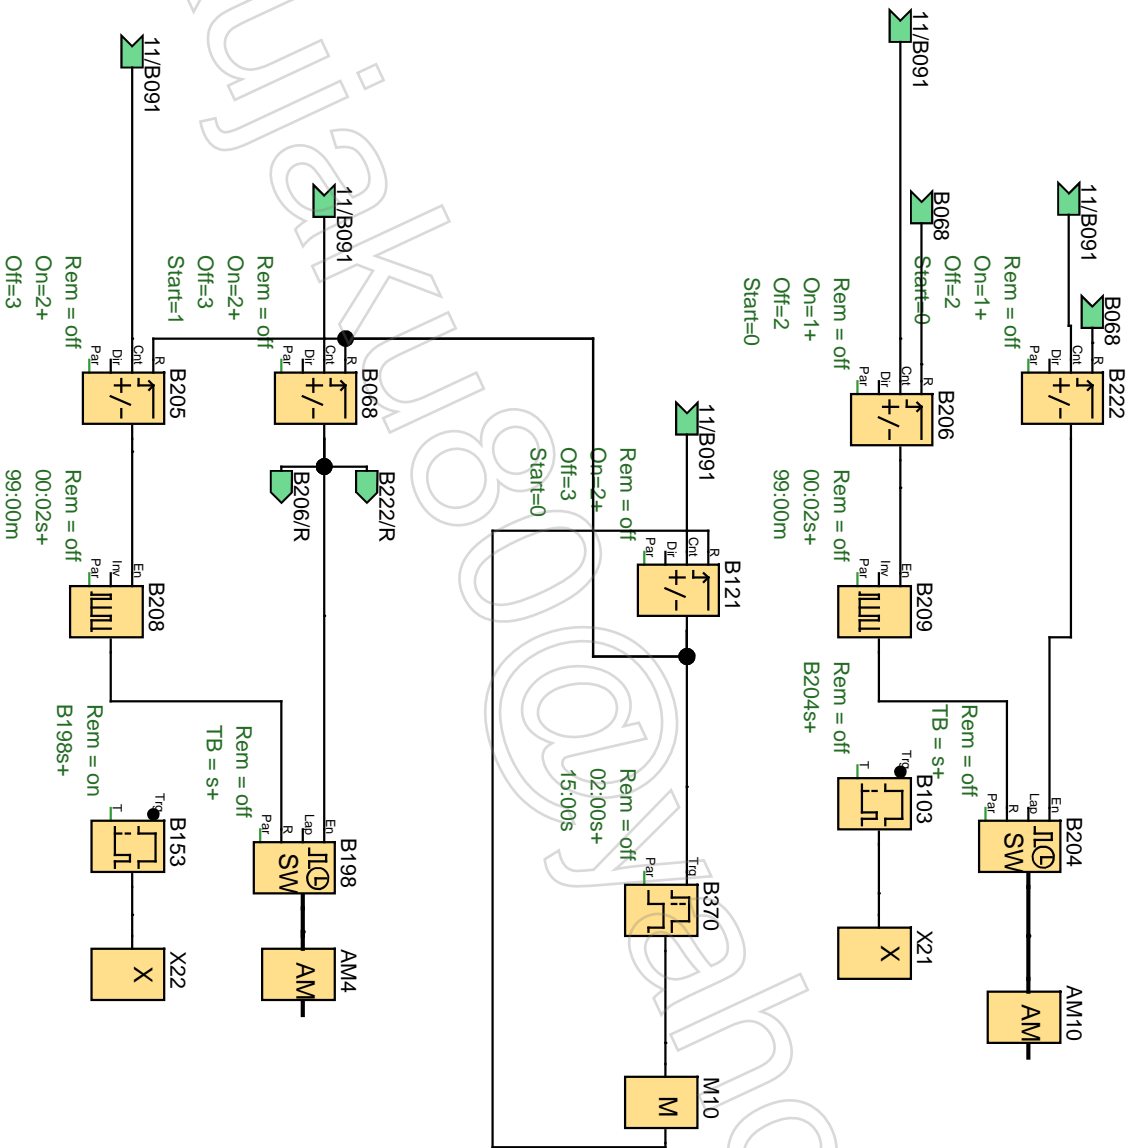 11/B091
B068
Rem = off
On=1+
Off=2
Start=0
R
Cnt
Dir
Par
+/-
B222
En
Lap
R
Par
SW
B204
Rem = off
TB = s+
AM
AM10
11/B091
B068
Rem = off
On=1+
Off=2
Start=0
R
Cnt
Dir
Par
+/-
B206
Rem = off
00:02s+
99:00m
En
Inv
Par
B209
Rem = off
B204s+
Trg
T
B103
X
X21
11/B091
Rem = off
On=2+
Off=3
Start=0
R
Cnt
Dir
Par
+/-
B121
Rem = off
02:00s+
15:00s
Trg
Par
B370
M
M10
11/B091
Rem = off
On=2+
Off=3
Start=1
R
Cnt
Dir
Par
+/-
B068
B222/R
B206/R
Rem = off
TB = s+
En
Lap
R
Par
SW
B198
AM
AM4
11/B091
Rem = off
On=2+
Off=3
R
Cnt
Dir
Par
+/-
B205
Rem = off
00:02s+
99:00m
En
Inv
Par
B208
Rem = on
B198s+
Trg
T
B153
X
X22
ujaku80@yaho